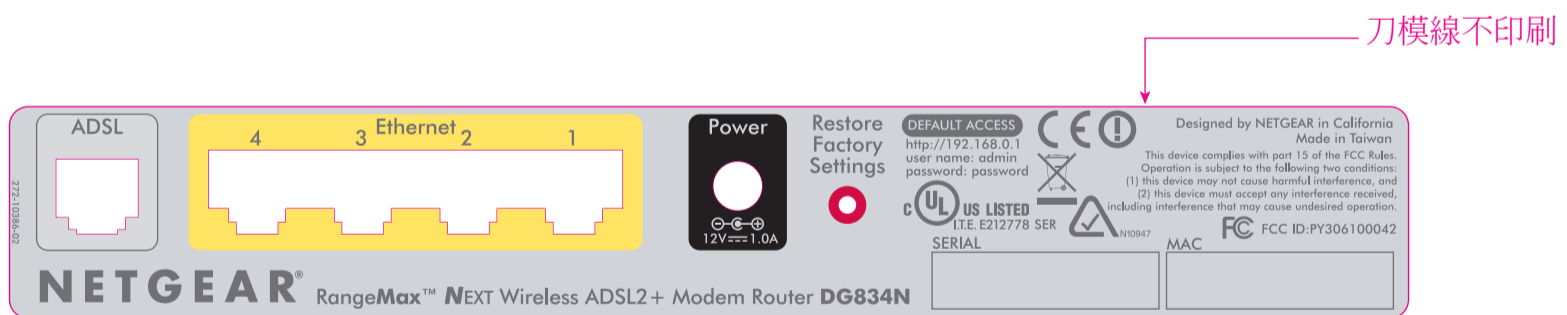 刀模線不印刷
ADSL
Ethernet
4 3 2 1
Power
12V 1.0A
Restore
Factory
Settings
DEFAULT ACCESS
http://192.168.0.1
user name: admin
password: password
C UL US LISTED
I.T.E. E212778 SER
CE
N10947
Designed by NETGEAR in California
Made in Taiwan
This device complies with part 15 of the FCC Rules.
Operation is subject to the following two conditions:
(1) this device may not cause harmful interference, and
(2) this device must accept any interference received,
including interference that may cause undesired operation.
FC FCC ID:PY306100042
SERIAL
MAC
272-10386-02
NETGEAR® RangeMax™ NEXT Wireless ADSL2+ Modem Router DG834N